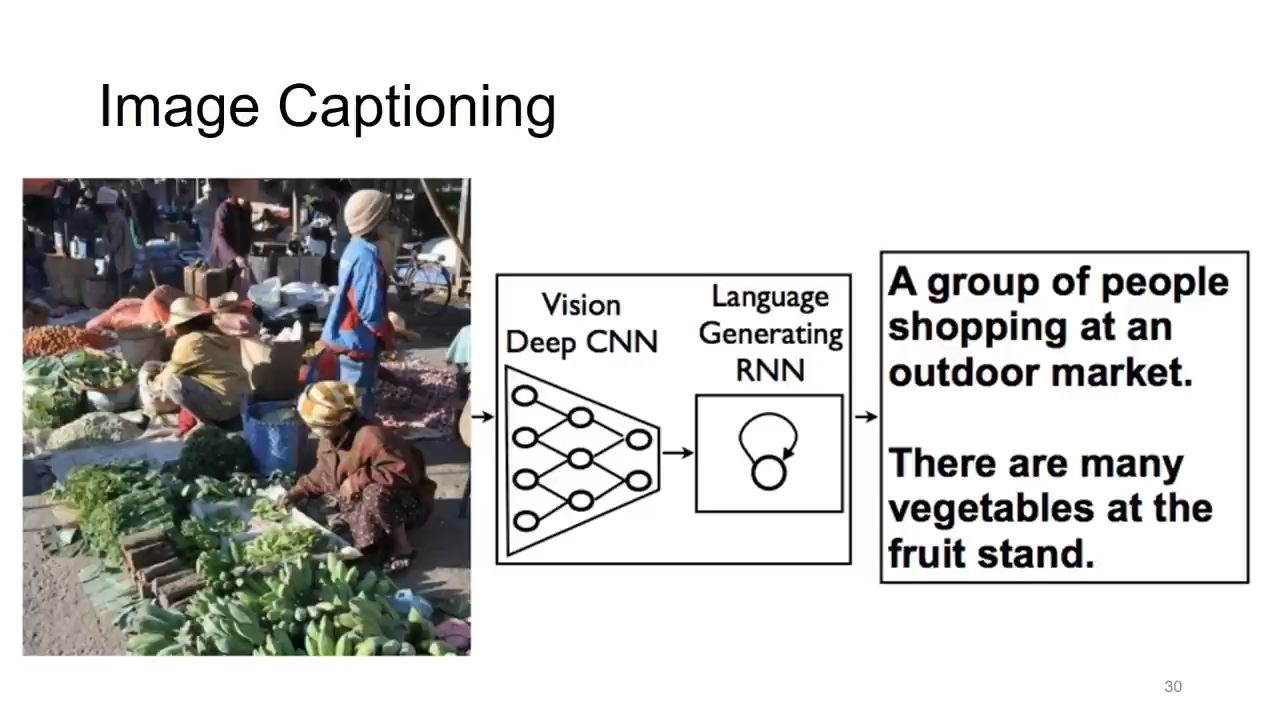 Image Captioning
Vision
Deep CNN
Language
Generating
RNN
A group of people
shopping at an
outdoor market.
There are many
vegetables at the
fruit stand.
30